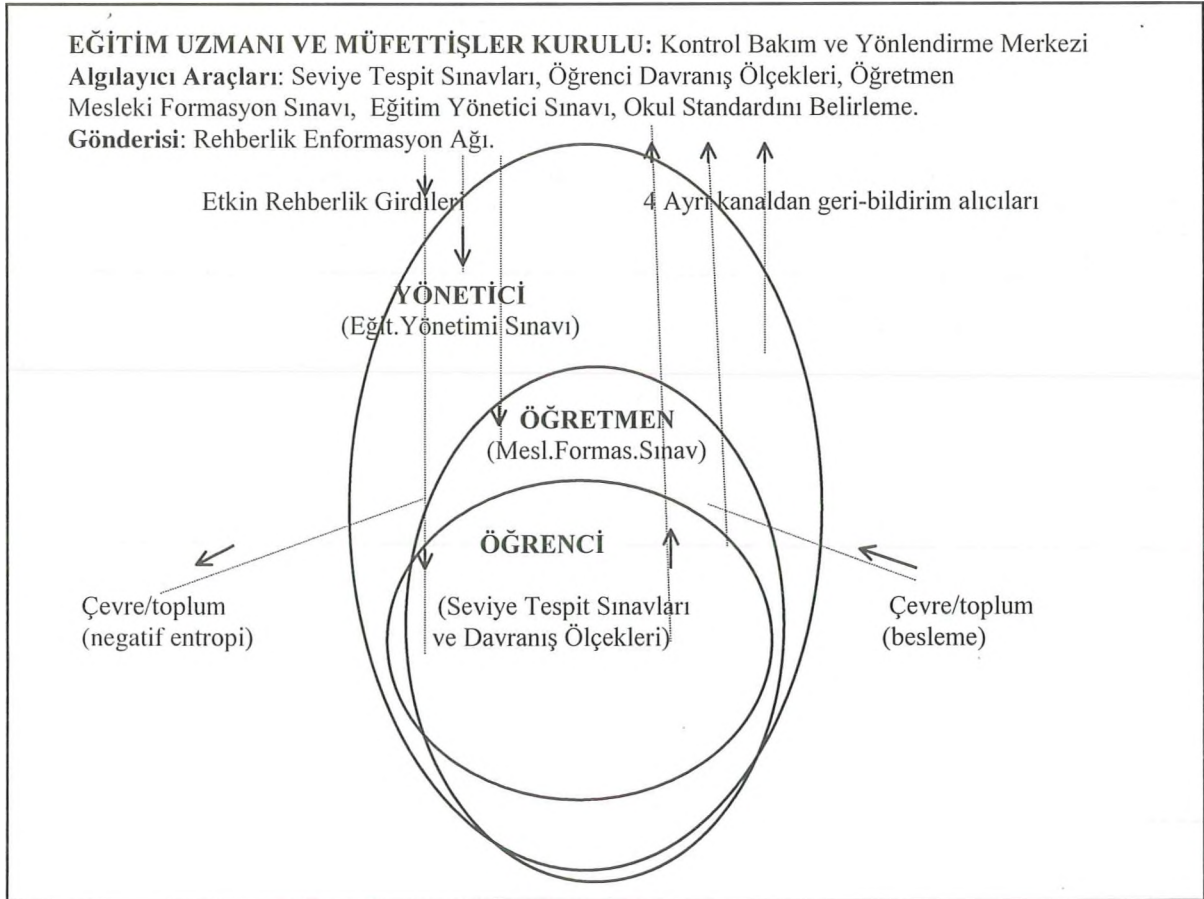 EĞİTİM UZMANI VE MÜFETTİŞLER KURULU: Kontrol Bakım ve Yönlendirme Merkezi
Algılayıcı Araçları: Seviye Tespit Sınavları, Öğrenci Davranış Ölçekleri, Öğretmen
Mesleki Formasyon Sınavı, Eğitim Yönetici Sınavı, Okul Standardını Belirleme.
Gönderisi: Rehberlik Enformasyon Ağı.
Etkin Rehberlik Girdileri
4 Ayrı kanaldan geri-bildirim alıcıları
YÖNETİCİ
(Eğit.Yönetimi Sınavı)
ÖĞRETMEN
(Mesl.Formas.Sınav)
ÖĞRENCİ
(Seviye Tespit Sınavları
ve Davranış Ölçekleri)
Çevre/toplum
(negatif entropi)
Çevre/toplum
(besleme)